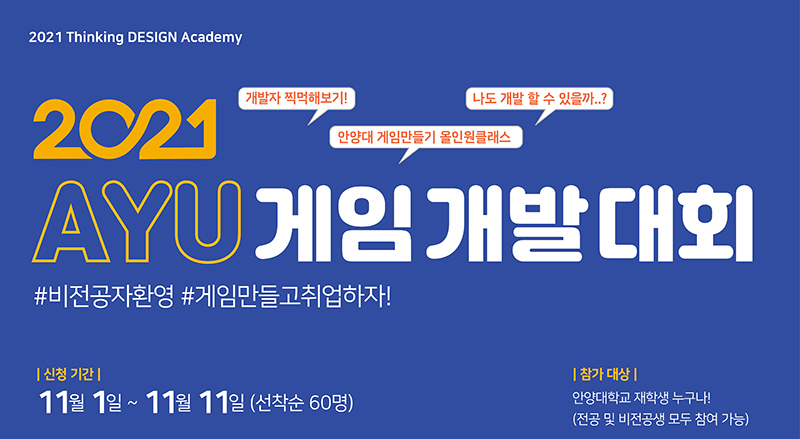 2021 Thinking DESIGN Academy
개발자 찍먹해보기!
나도 개발 할 수 있을까..?
안양대 게임만들기 올인원클래스
2021
AYU 게임 개발 대회
#비전공자환영 #게임만들고취업하자!
| 신청 기간 |
11월 1일 ~ 11월 11일 (선착순 60명)
| 참가 대상 |
안양대학교 재학생 누구나!
(전공 및 비전공생 모두 참여 가능)